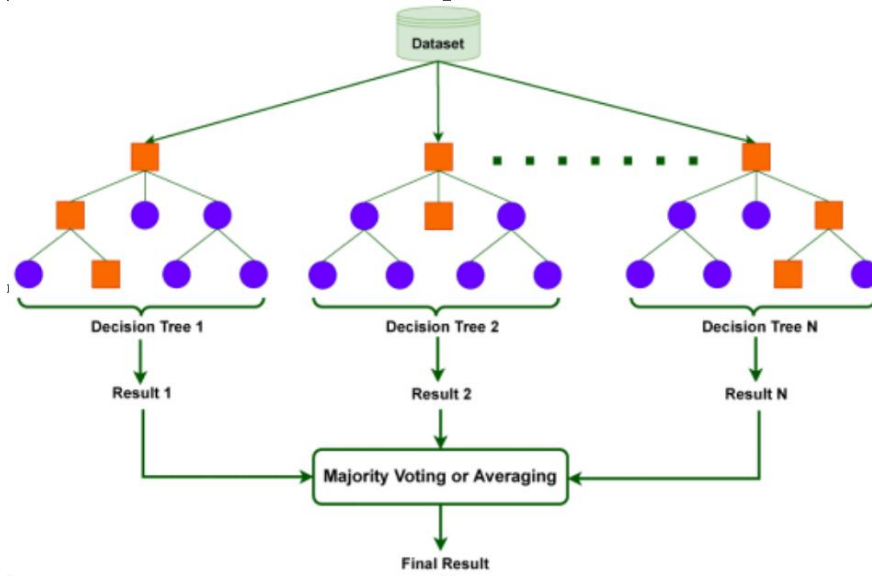 Dataset
Decision Tree 1
Decision Tree 2
Decision Tree N
Result 1
Result 2
Result N
Majority Voting or Averaging
Final Result